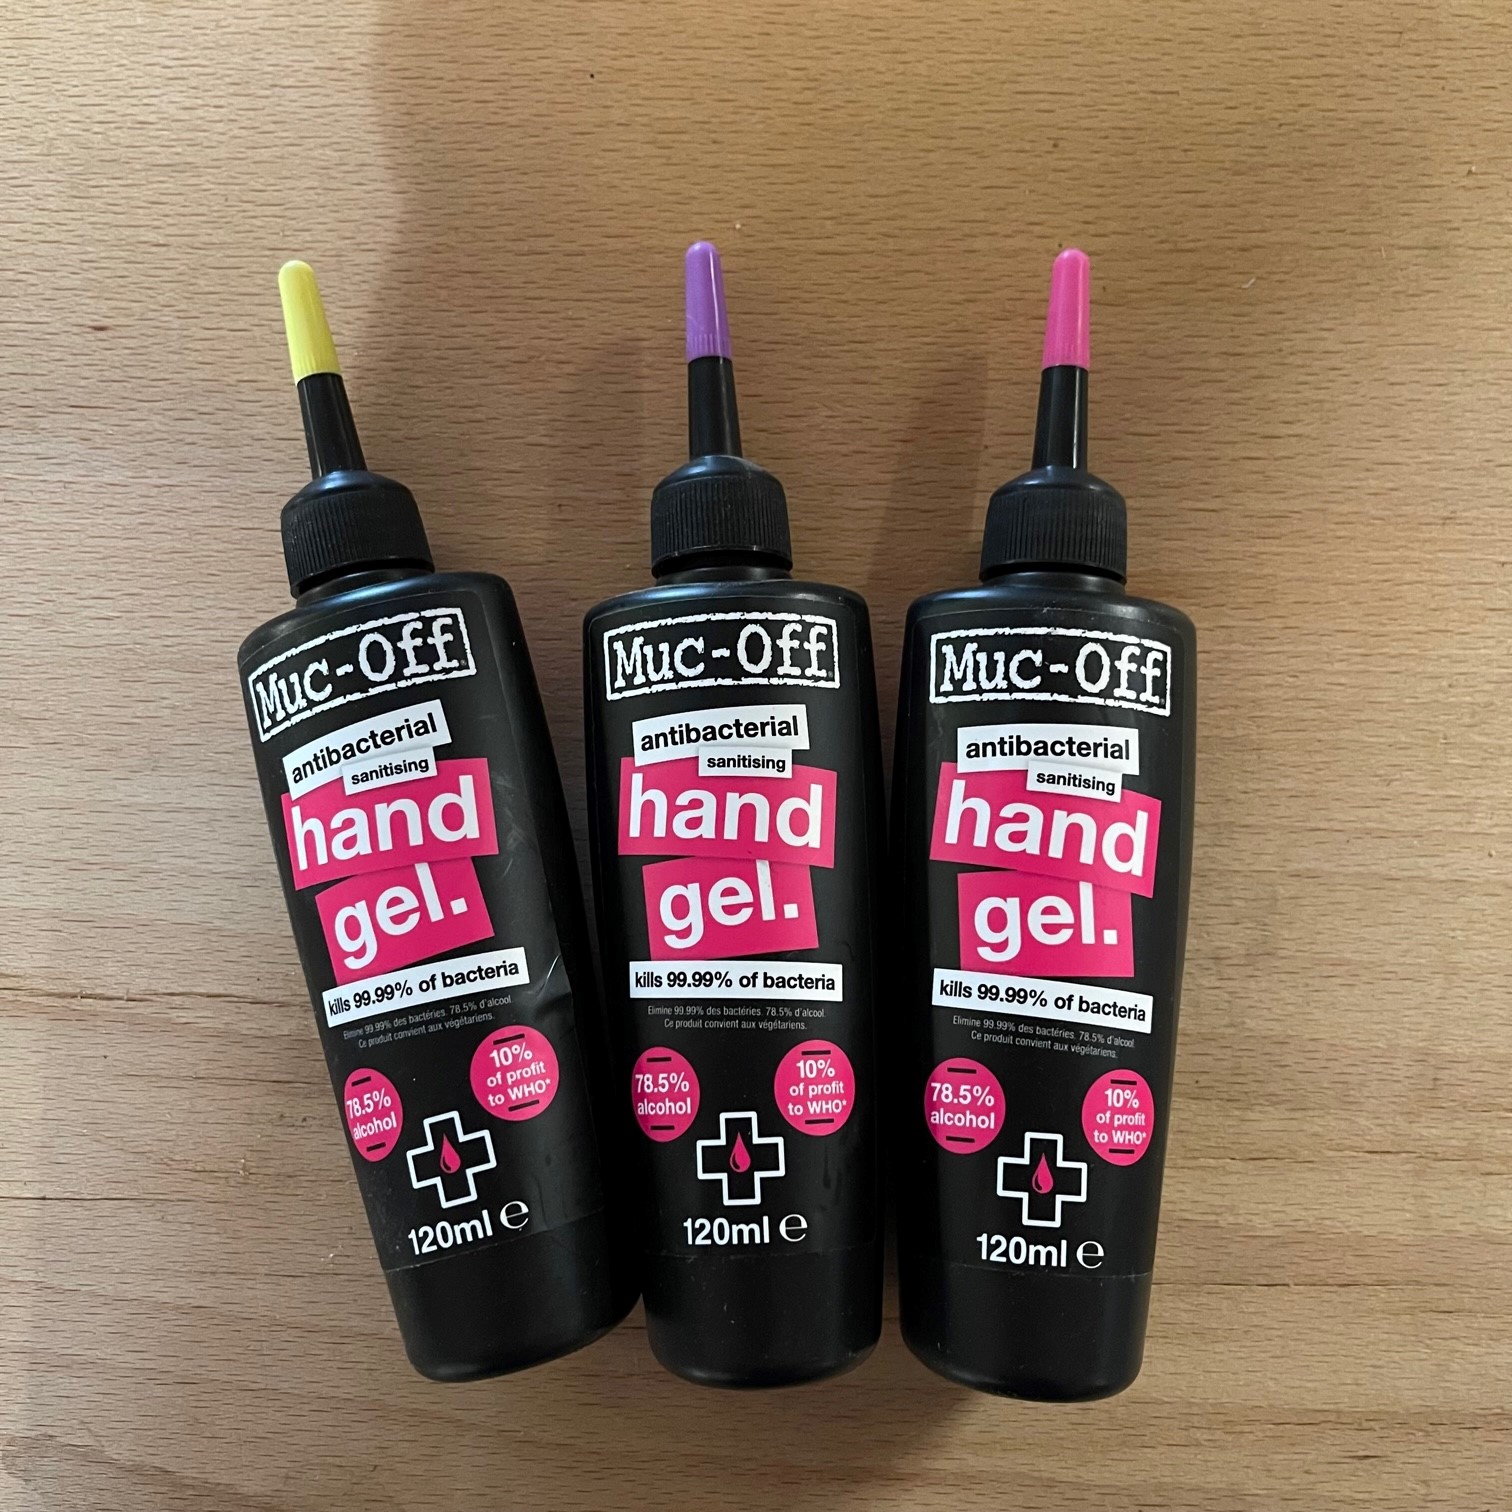 Muc-Off
antibacterial
sanitising
hand
gel.
kills 99.99% of bacteria
Elimine 99.99% des bactéries. 78.5% d'alcool
Ce produit convient aux végétariens.
78.5%
alcohol
10%
of profit
to WHO*
120ml ℮
Muc-Off
antibacterial
sanitising
hand
gel.
kills 99.99% of bacteria
Elimine 99.99% des bactéries. 78.5% d'alcool
Ce produit convient aux végétariens.
78.5%
alcohol
10%
of profit
to WHO*
120ml ℮
Muc-Off
antibacterial
sanitising
hand
gel.
kills 99.99% of bacteria
Elimine 99.99% des bactéries. 78.5% d'alcool
Ce produit convient aux végétariens.
78.5%
alcohol
10%
of profit
to WHO*
120ml ℮